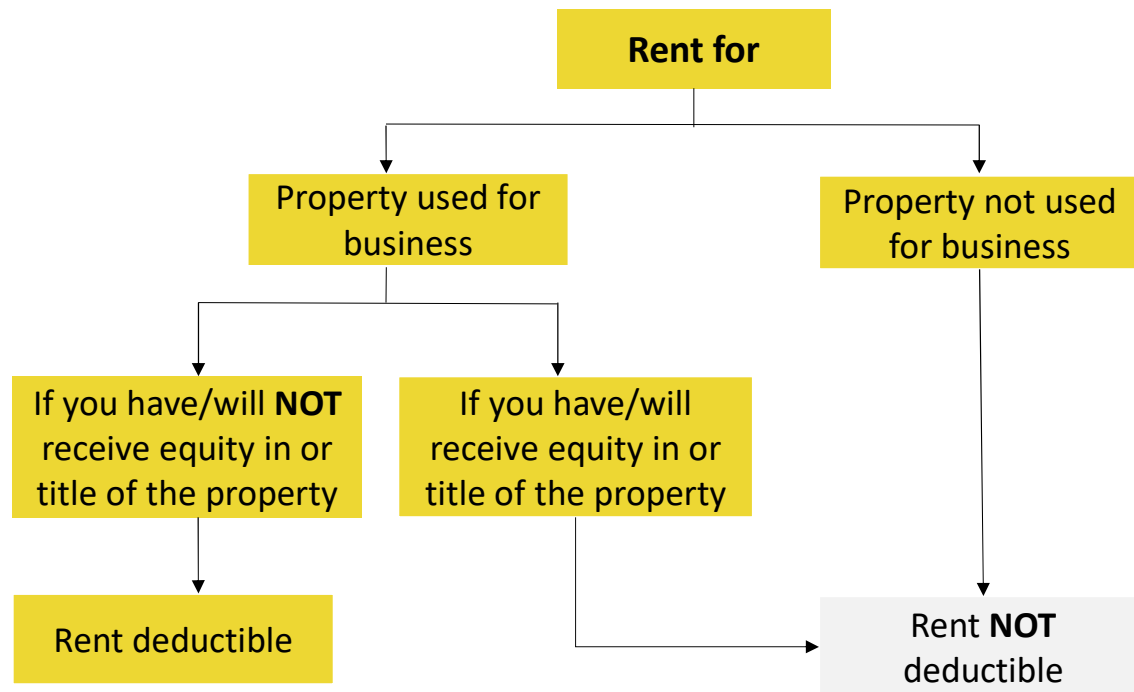 Rent for
Property used for
business
Property not used
for business
If you have/will NOT
receive equity in or
title of the property
If you have/will
receive equity in or
title of the property
Rent deductible
Rent NOT
deductible